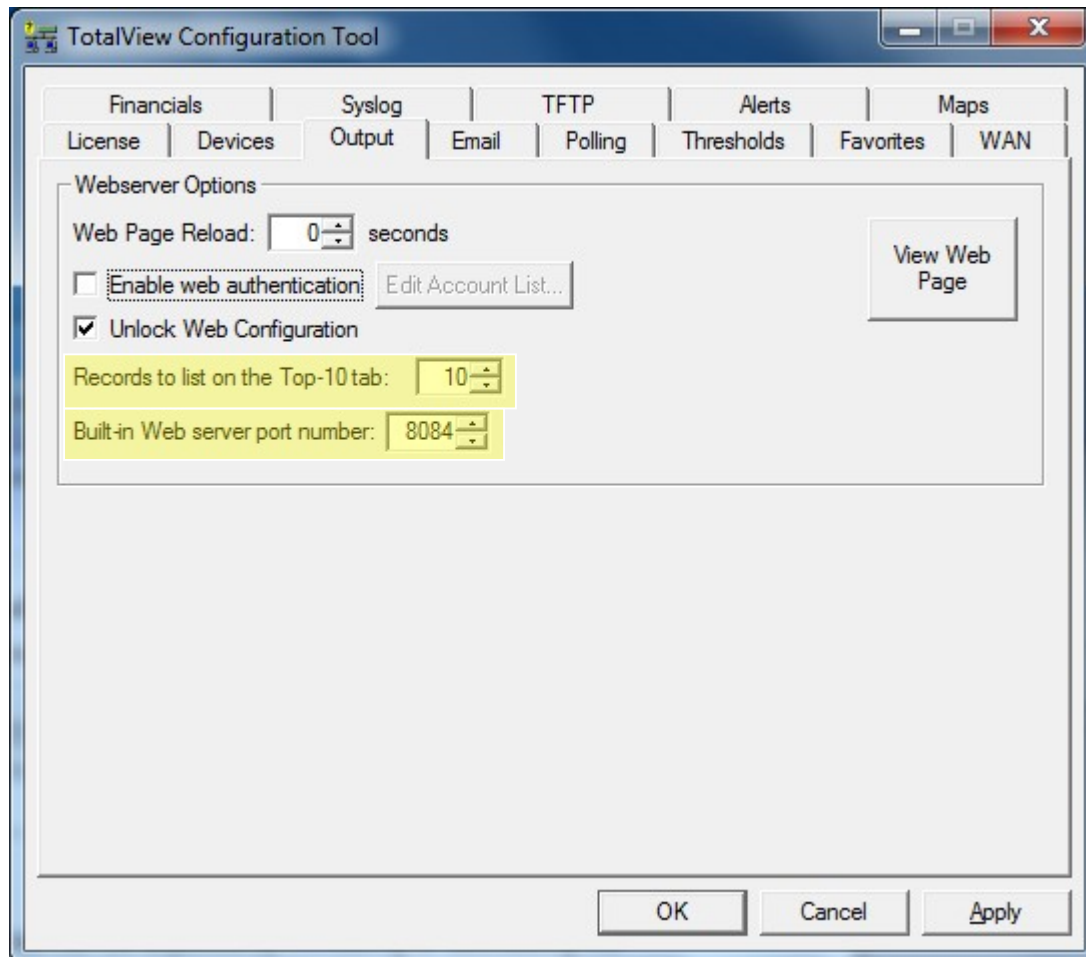 TotalView Configuration Tool
Financials Syslog TFTP Alerts Maps
License Devices Output Email Polling Thresholds Favorites WAN
Webserver Options
Web Page Reload: 0 seconds
View Web
Page
Enable web authentication Edit Account List...
Unlock Web Configuration
Records to list on the Top-10 tab: 10
Built-in Web server port number: 8084
OK Cancel Apply